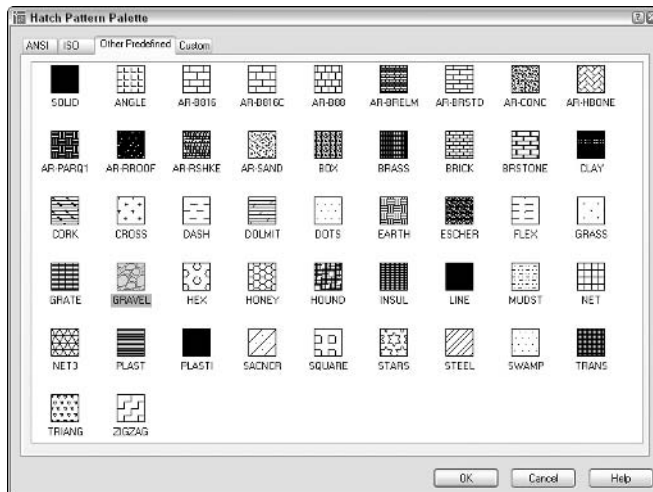 Hatch Pattern Palette
ANSI ISO Other Predefined Custom
SOLID ANGLE AR-B816 AR-B816C AR-B88 AR-BRELM AR-BRSTD AR-CONC AR-HBONE
AR-PARQ1 AR-RROOF AR-RSHKE AR-SAND BOX BRASS BRICK BRSTONE CLAY
CORK CROSS DASH DOLMIT DOTS EARTH ESCHER FLEX GRASS
GRATE GRAVEL HEX HONEY HOUND INSUL LINE MUDST NET
NET3 PLAST PLASTI SACNCR SQUARE STARS STEEL SWAMP TRANS
TRIANG ZIGZAG
OK Cancel Help